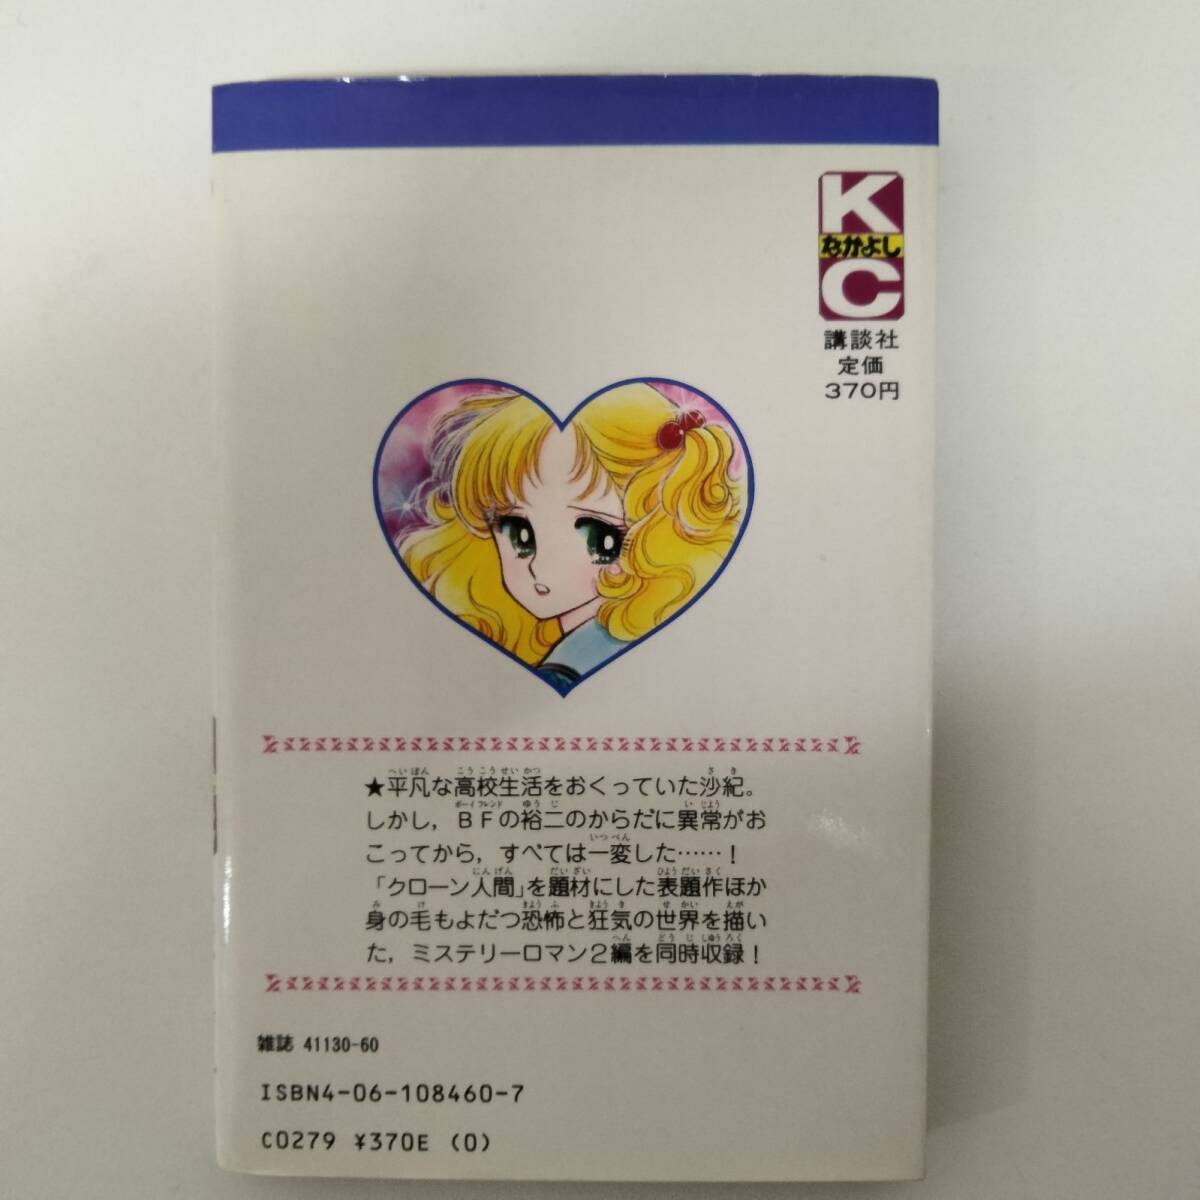 K
なかよし
C
講談社
定価
370円
★平凡な高校生活をおくっていた沙紀。
しかし，BFの裕二のからだに異常がお
こってから，すべては一変した……！
「クローン人間」を題材にした表題作ほか
身の毛もよだつ恐怖と狂気の世界を描い
た，ミステリーロマン2編を同時収録！
雑誌 41130-60
ISBN4-06-108460-7
C0279 ¥370E (0)